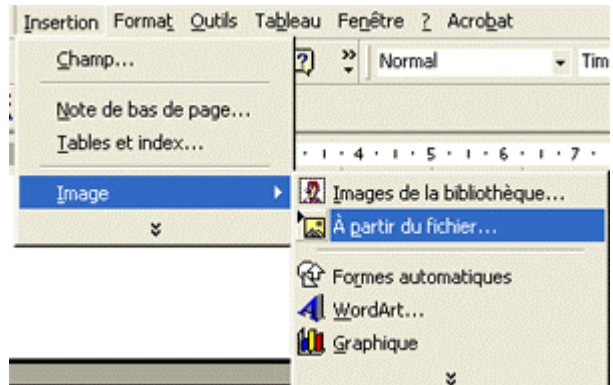 Insertion Format Outils Tableau Fenêtre ? Acrobat
Champ...
Normal
Tim
Note de bas de page...
Tables et index...
4 5 6 7
Image
Images de la bibliothèque...
À partir du fichier...
Formes automatiques
WordArt...
Graphique